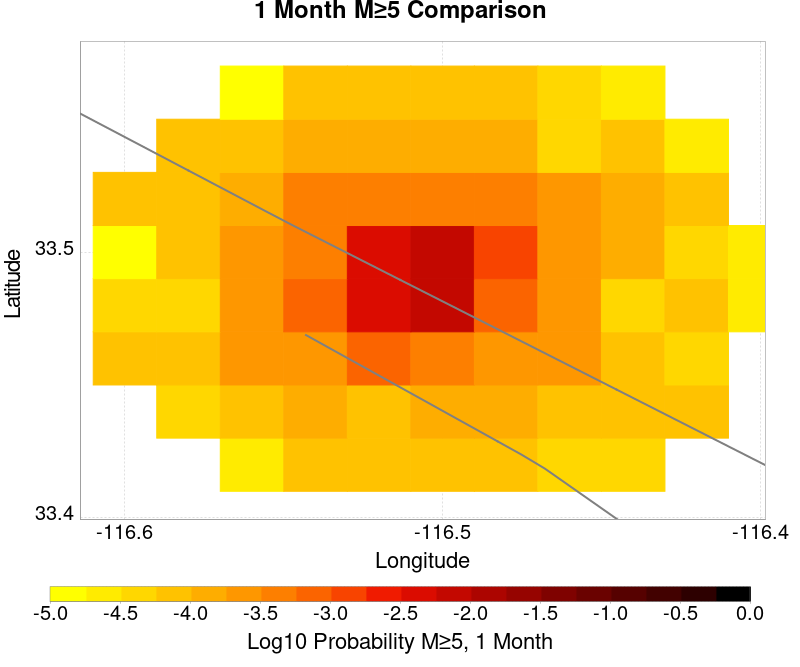 1 Month M≥5 Comparison
Latitude
33.5
33.4
-116.6 -116.5 -116.4
Longitude
-5.0 -4.5 -4.0 -3.5 -3.0 -2.5 -2.0 -1.5 -1.0 -0.5 0.0
Log10 Probability M≥5, 1 Month